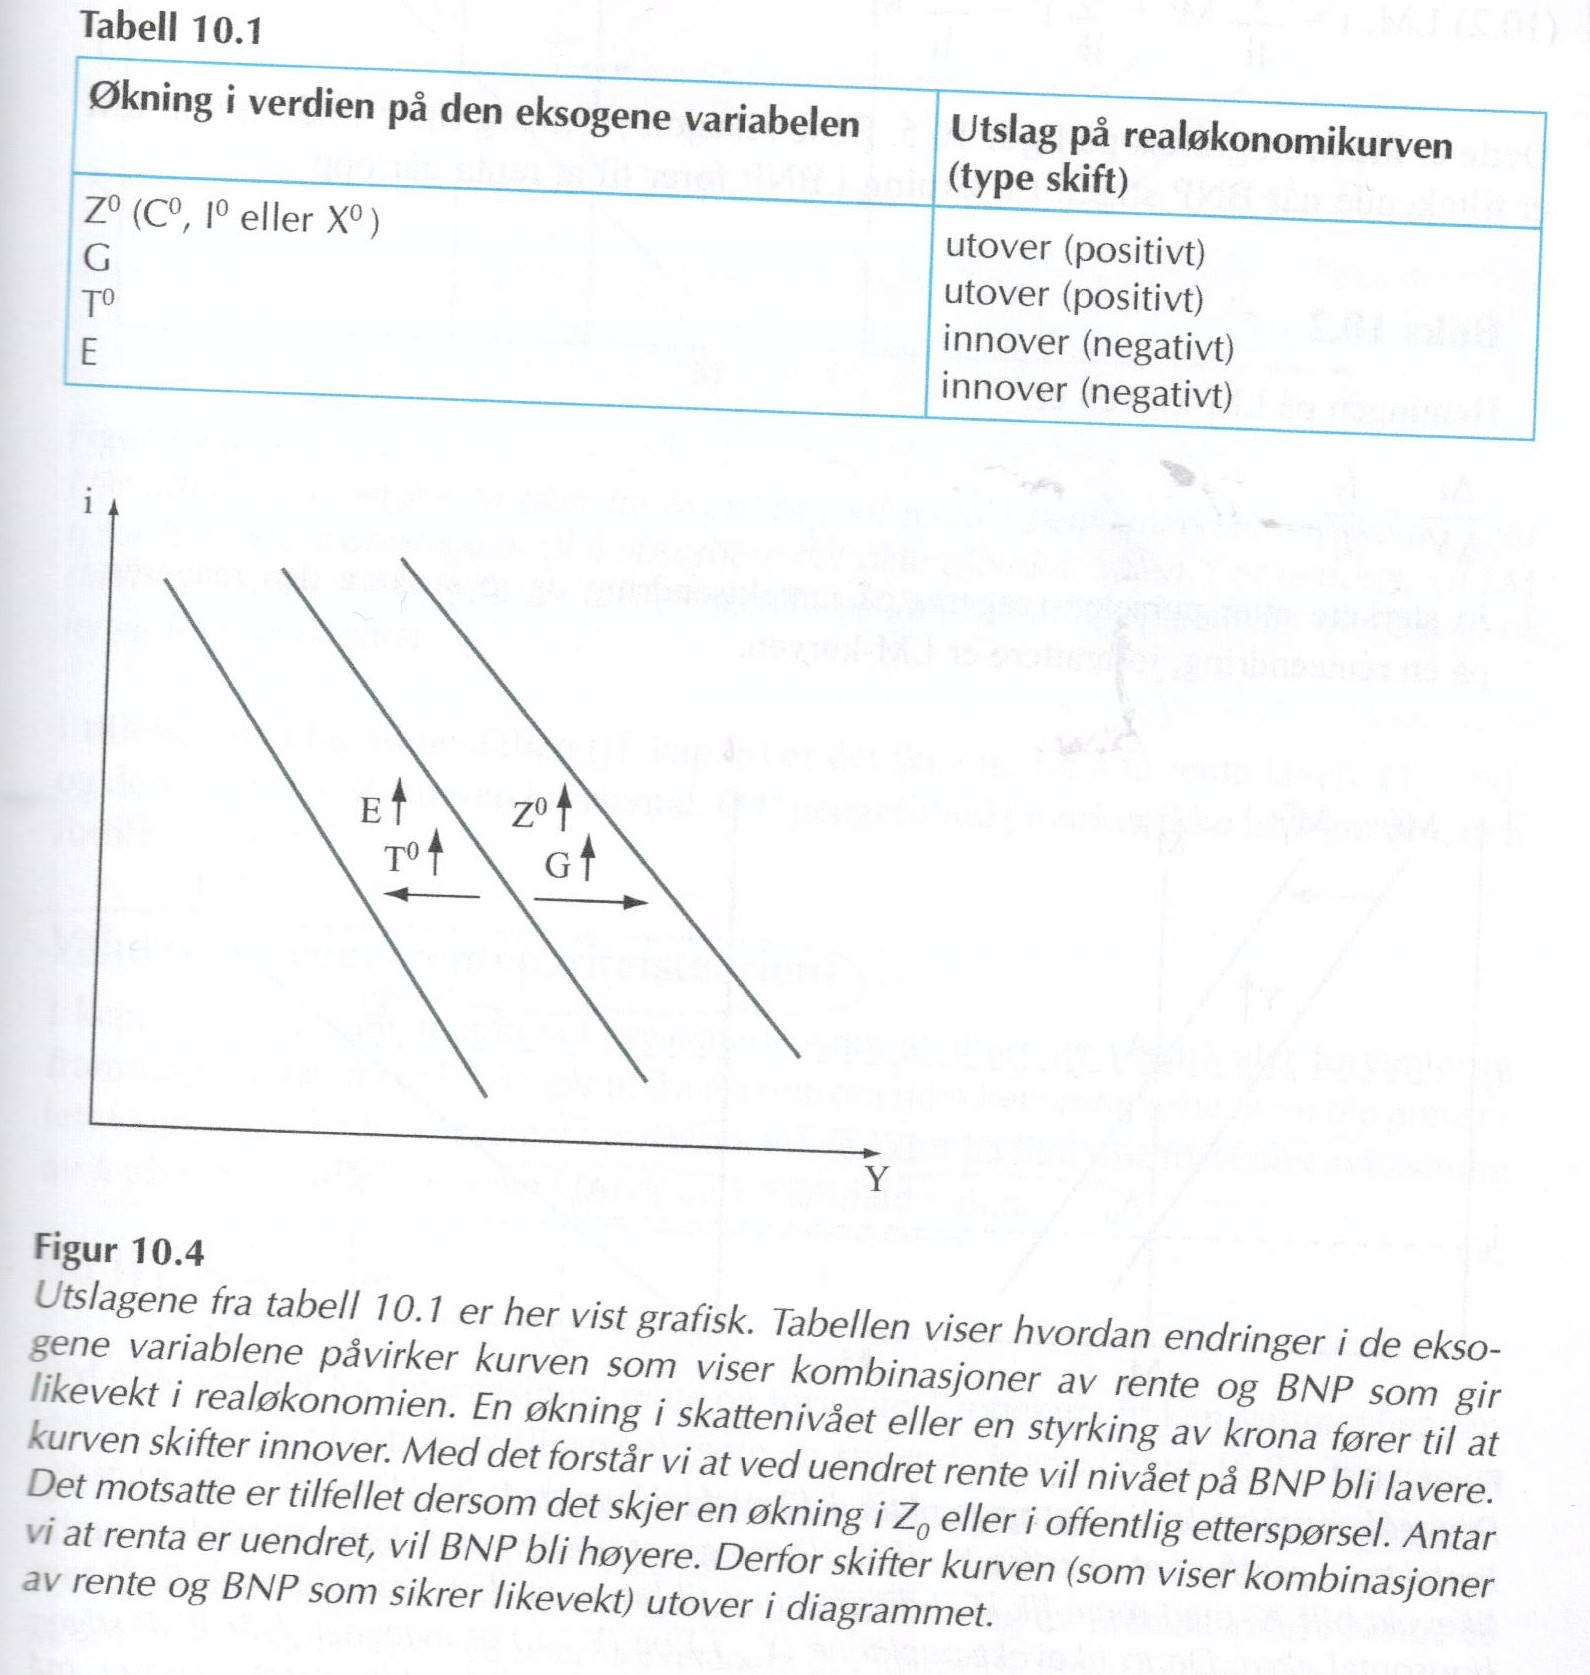 Tabell 10.1
Økning i verdien på den eksogene variabelen
Utslag på realøkonomikurven
(type skift)
Z⁰ (C⁰, I⁰ eller X⁰)
utover (positivt)
G
utover (positivt)
T⁰
innover (negativt)
E
innover (negativt)
i
E↑
T⁰↑
Z⁰↑
G↑
Y
Figur 10.4
Utslagene fra tabell 10.1 er her vist grafisk. Tabellen viser hvordan endringer i de ekso-
gene variablene påvirker kurven som viser kombinasjoner av rente og BNP som gir
likevekt i realøkonomien. En økning i skattenivået eller en styrking av krona fører til at
kurven skifter innover. Med det forstår vi at ved uendret rente vil nivået på BNP bli lavere.
Det motsatte er tilfellet dersom det skjer en økning i Z₀ eller i offentlig etterspørsel. Antar
vi at renta er uendret, vil BNP bli høyere. Derfor skifter kurven (som viser kombinasjoner
av rente og BNP som sikrer likevekt) utover i diagrammet.